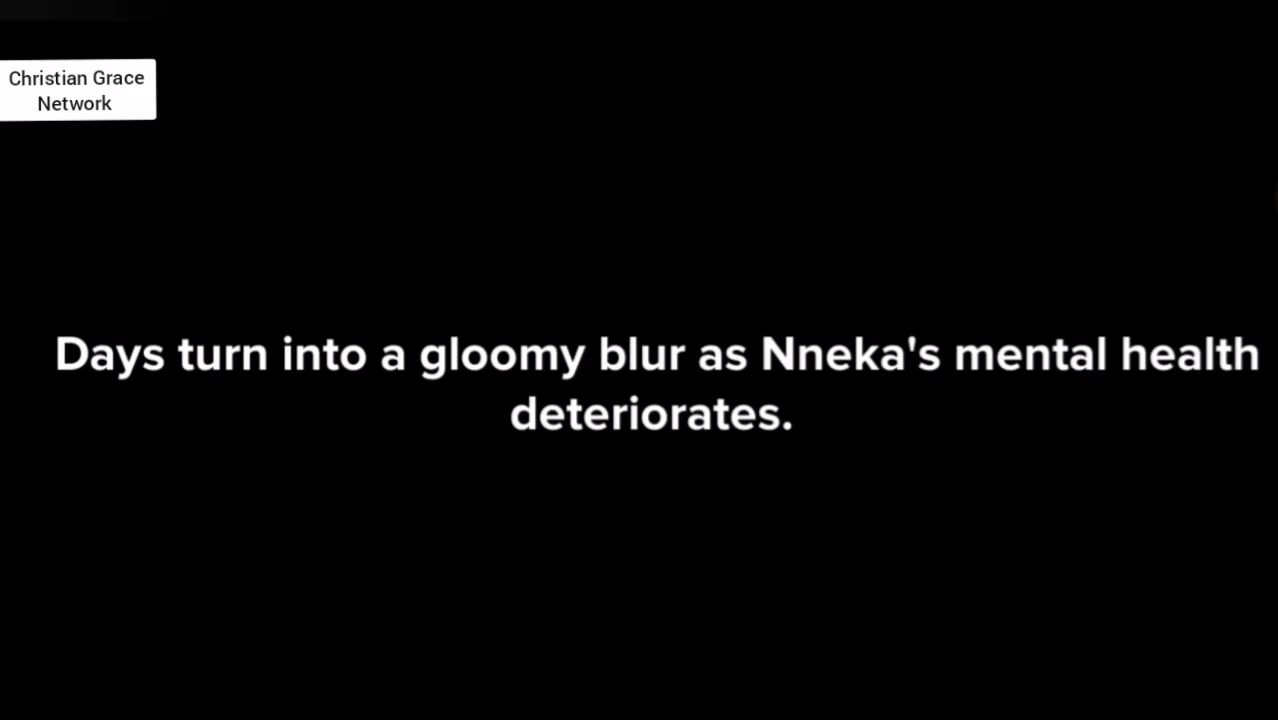 Christian Grace
Network
Days turn into a gloomy blur as Nneka's mental health
deteriorates.